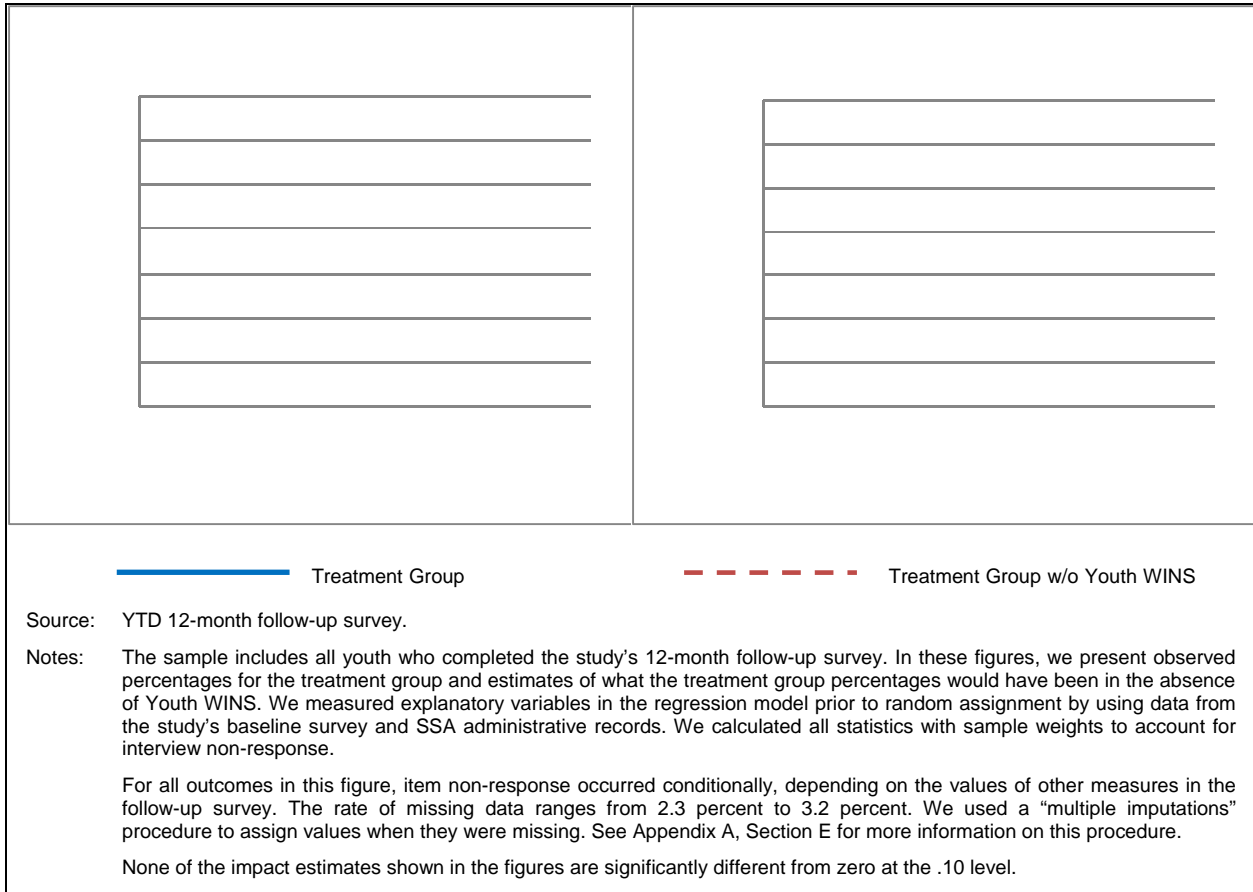 Treatment Group
Treatment Group w/o Youth WINS
Source: YTD 12-month follow-up survey.
Notes: The sample includes all youth who completed the study’s 12-month follow-up survey. In these figures, we present observed
percentages for the treatment group and estimates of what the treatment group percentages would have been in the absence
of Youth WINS. We measured explanatory variables in the regression model prior to random assignment by using data from
the study’s baseline survey and SSA administrative records. We calculated all statistics with sample weights to account for
interview non-response.
For all outcomes in this figure, item non-response occurred conditionally, depending on the values of other measures in the
follow-up survey. The rate of missing data ranges from 2.3 percent to 3.2 percent. We used a “multiple imputations”
procedure to assign values when they were missing. See Appendix A, Section E for more information on this procedure.
None of the impact estimates shown in the figures are significantly different from zero at the .10 level.